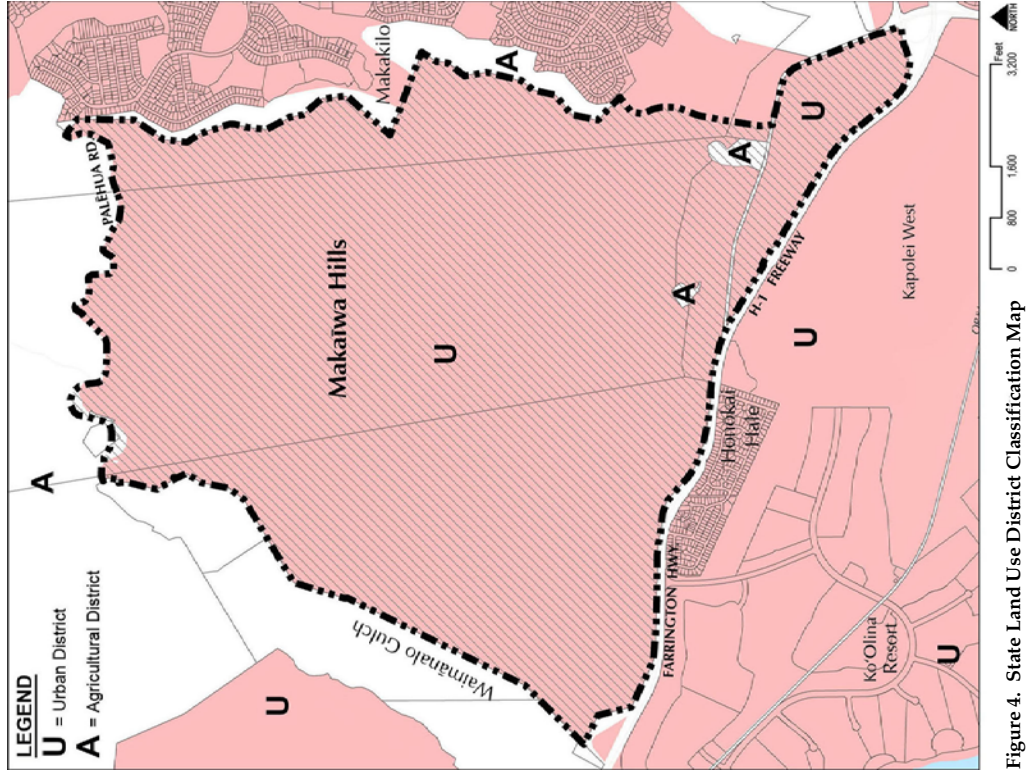 LEGEND
U = Urban District
A = Agricultural District
A
PALEHUA RD.
Makakilo
A
U
Waimānalo Gulch
Makaīwa Hills
U
A
A
U
FARRINGTON HWY.
Honokai
Hale
H-1 FREEWAY
U
Kapolei West
Ko'Olina
Resort
U
0 800 1,600 3,200
Feet
NORTH
Figure 4. State Land Use District Classification Map